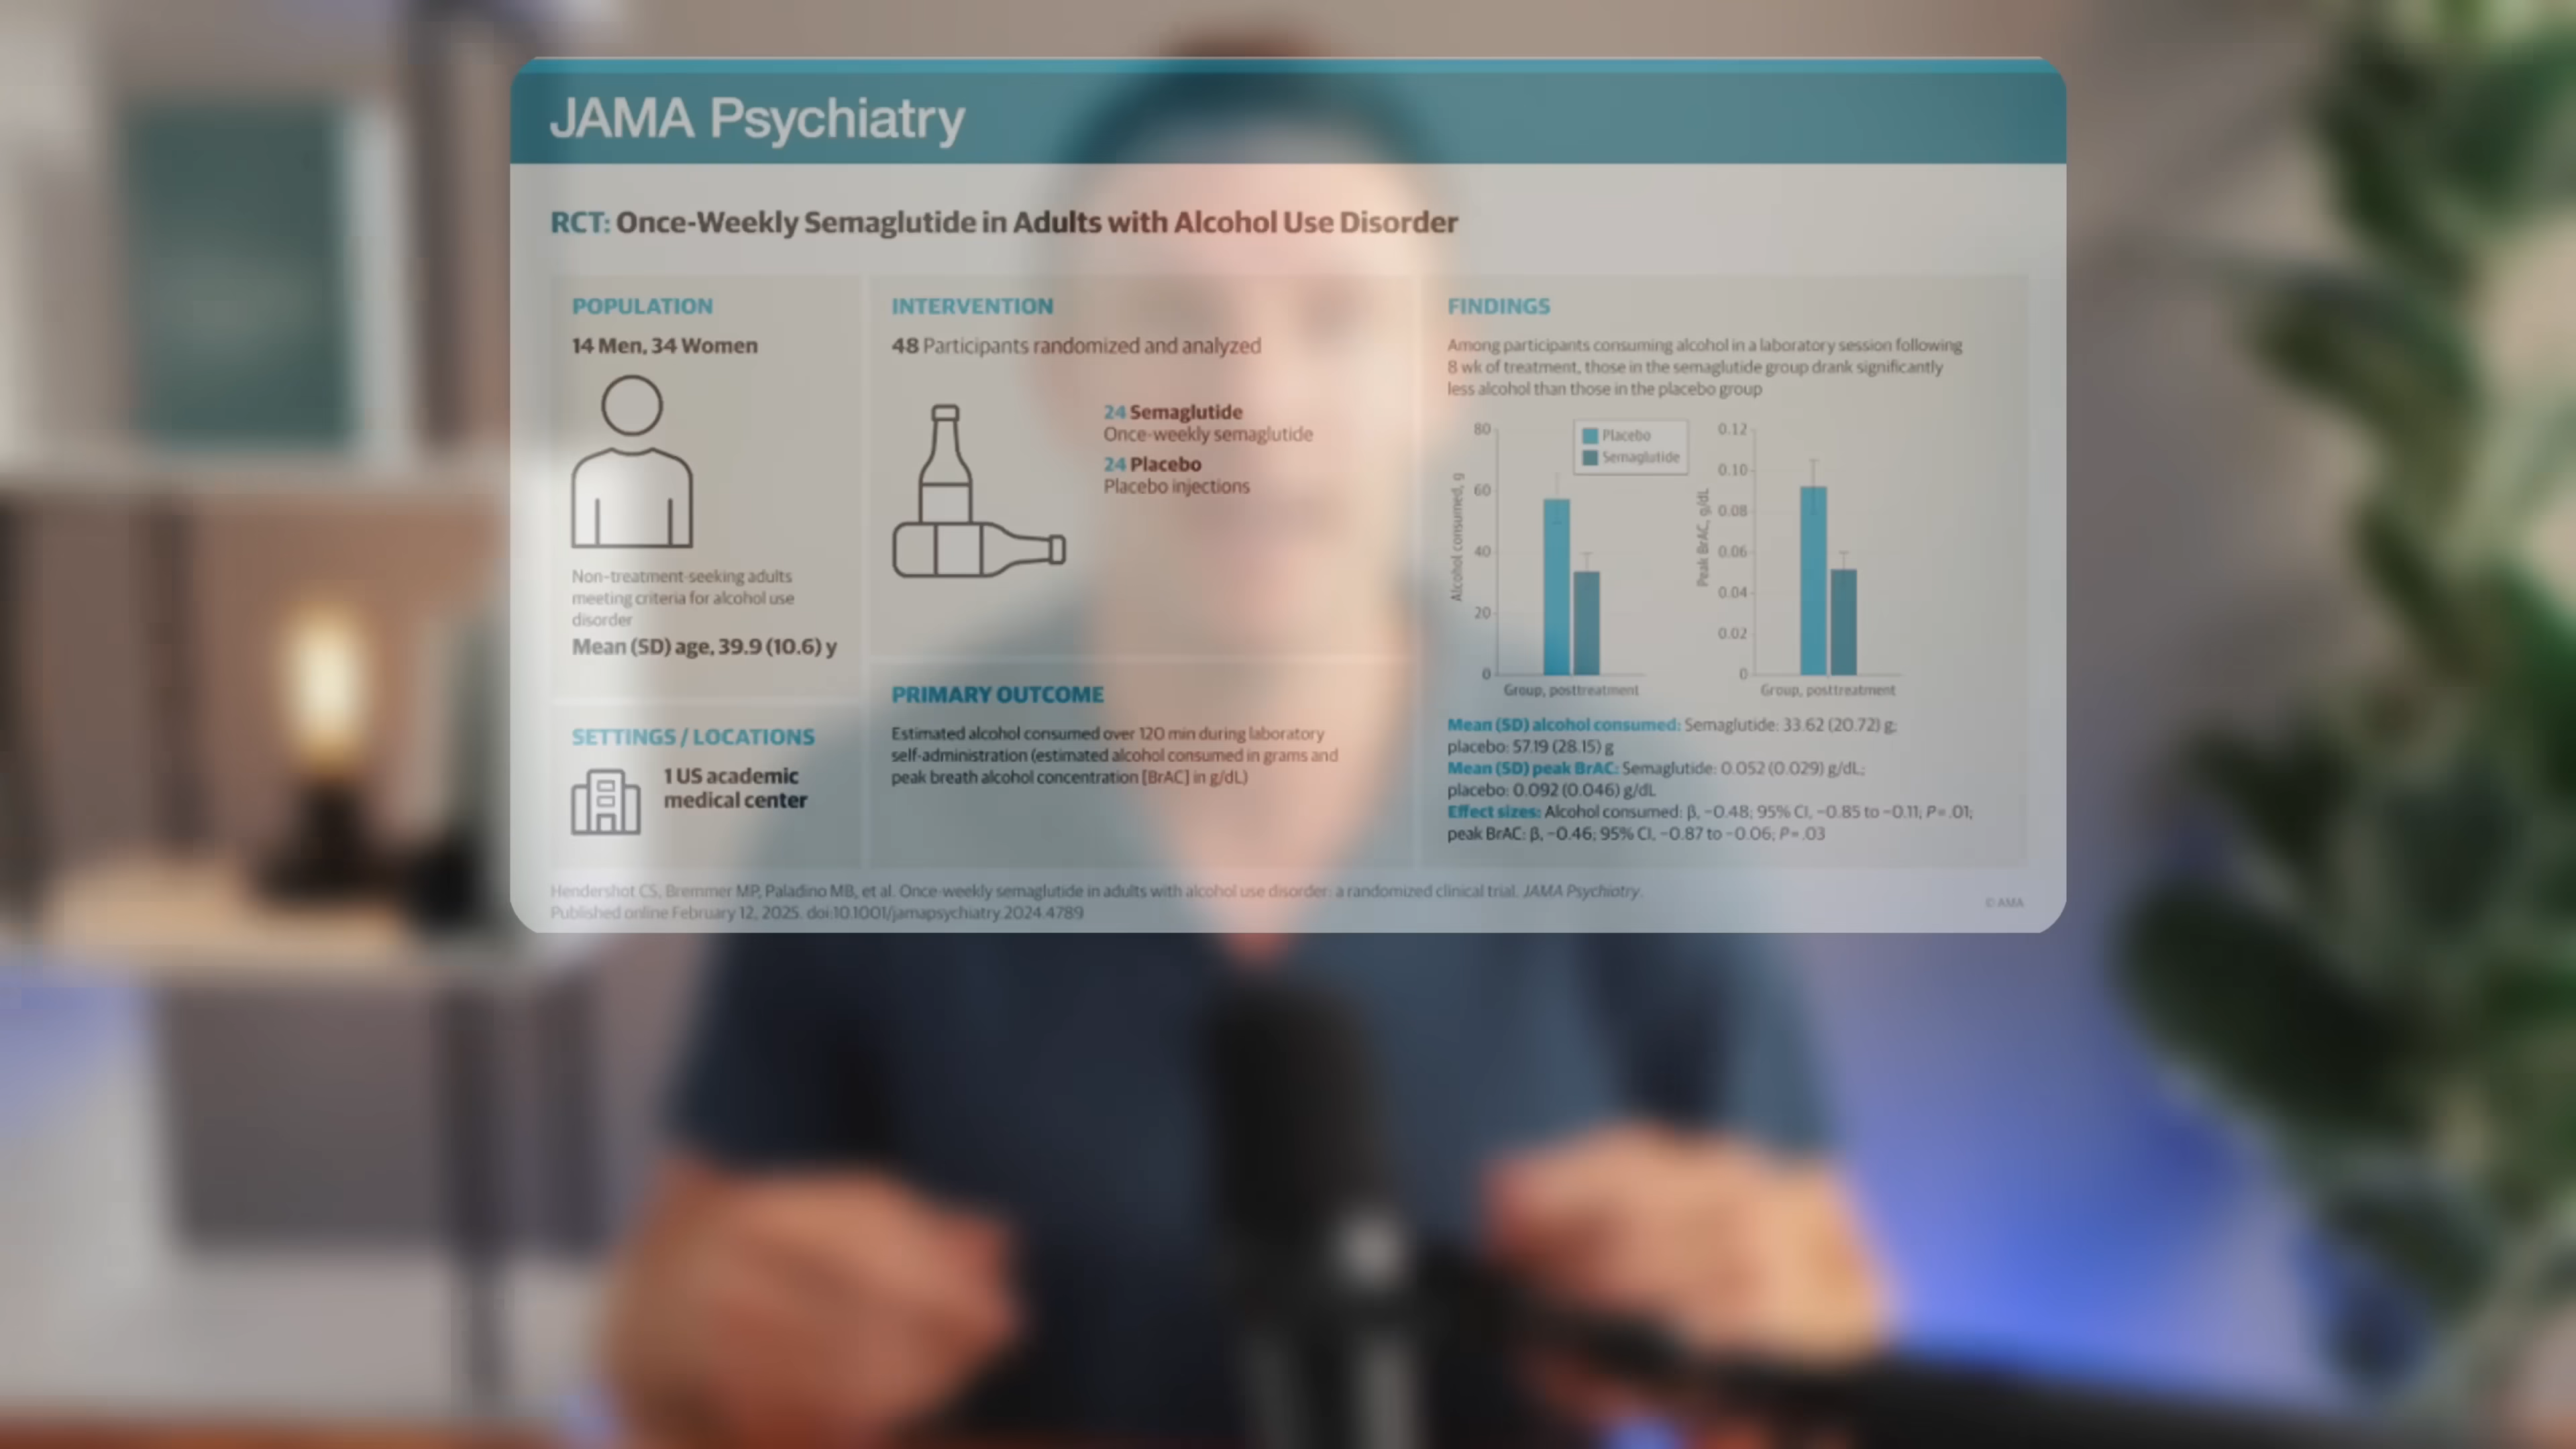 JAMA Psychiatry
RCT: Once-Weekly Semaglutide in Adults with Alcohol Use Disorder
POPULATION
14 Men, 34 Women
Non-treatment-seeking adults
meeting criteria for alcohol use
disorder
Mean (SD) age, 39.9 (10.6) y
SETTINGS / LOCATIONS
1 US academic
medical center
INTERVENTION
48 Participants randomized and analyzed
24 Semaglutide
Once-weekly semaglutide
24 Placebo
Placebo injections
PRIMARY OUTCOME
Estimated alcohol consumed over 120 min during laboratory
self-administration (estimated alcohol consumed in grams and
peak breath alcohol concentration [BrAC] in g/dL)
FINDINGS
Among participants consuming alcohol in a laboratory session following
8 wk of treatment, those in the semaglutide group drank significantly
less alcohol than those in the placebo group
Alcohol consumed, g
80
60
40
20
0
Group, posttreatment
Placebo
Semaglutide
Peak BrAC, g/dL
0.12
0.10
0.08
0.06
0.04
0.02
0
Group, posttreatment
Mean (SD) alcohol consumed: Semaglutide: 33.62 (20.72) g;
placebo: 57.19 (28.15) g
Mean (SD) peak BrAC: Semaglutide: 0.052 (0.029) g/dL;
placebo: 0.092 (0.046) g/dL
Effect sizes: Alcohol consumed: β, −0.48; 95% CI, −0.85 to −0.11; P=.01;
peak BrAC: β, −0.46; 95% CI, −0.87 to −0.06; P=.03
Hendershot CS, Bremmer MP, Paladino MB, et al. Once-weekly semaglutide in adults with alcohol use disorder: a randomized clinical trial. JAMA Psychiatry.
Published online February 12, 2025. doi:10.1001/jamapsychiatry.2024.4789
© AMA